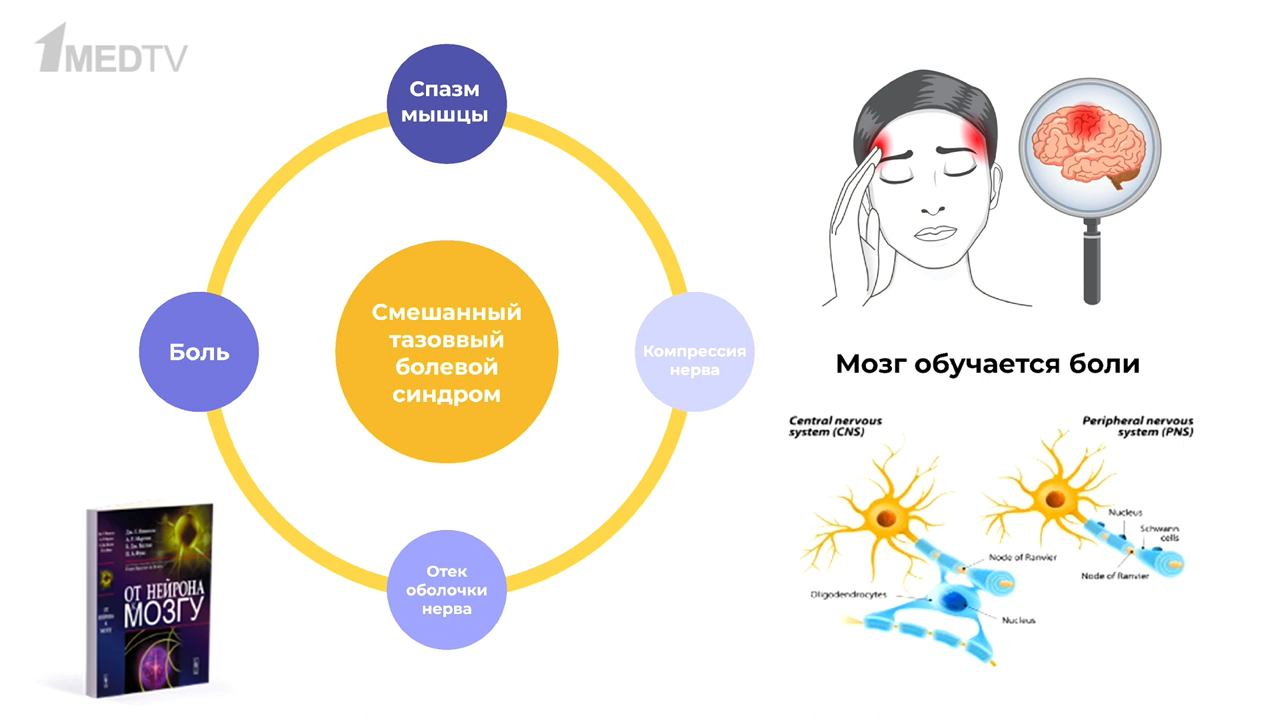 1MEDTV
Спазм
мышцы
Смешанный
тазоввый
болевой
синдром
Боль
Компрессия
нерва
Отек
оболочки
нерва
Мозг обучается боли
Central nervous
system (CNS)
Peripheral nervous
system (PNS)
Nucleus
Schwann
cells
Node of Ranvier
Node of Ranvier
Oligodendrocytes
Nucleus
ОТ НЕЙРОНА
К МОЗГУ